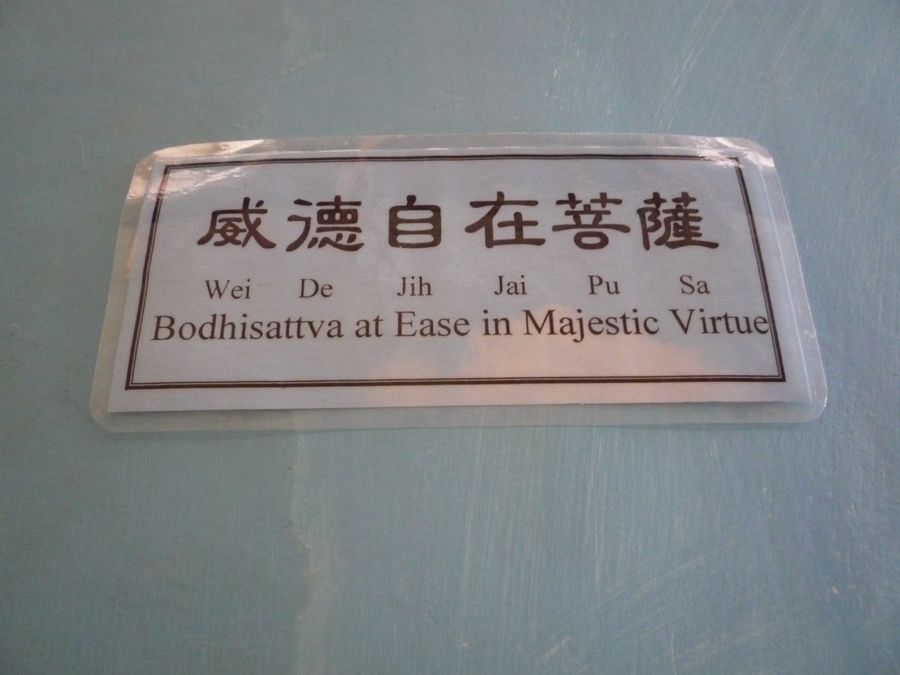 威德自在菩薩
Wei De Jih Jai Pu Sa
Bodhisattva at Ease in Majestic Virtue